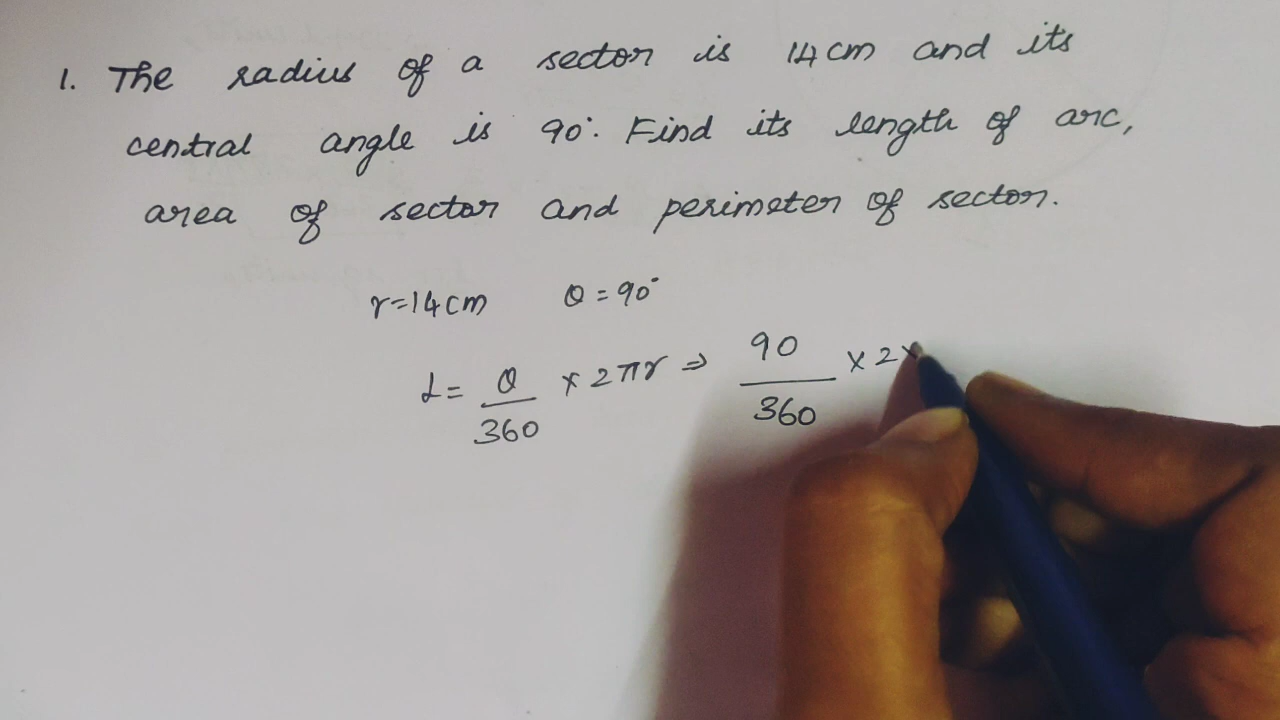 1. The radius of a sector is 14 cm and its
central angle is 90°. Find its length of arc,
area of sector and perimeter of sector.
r=14cm θ=90°
l= θ/360 × 2πr ⇒ 90/360 × 2×